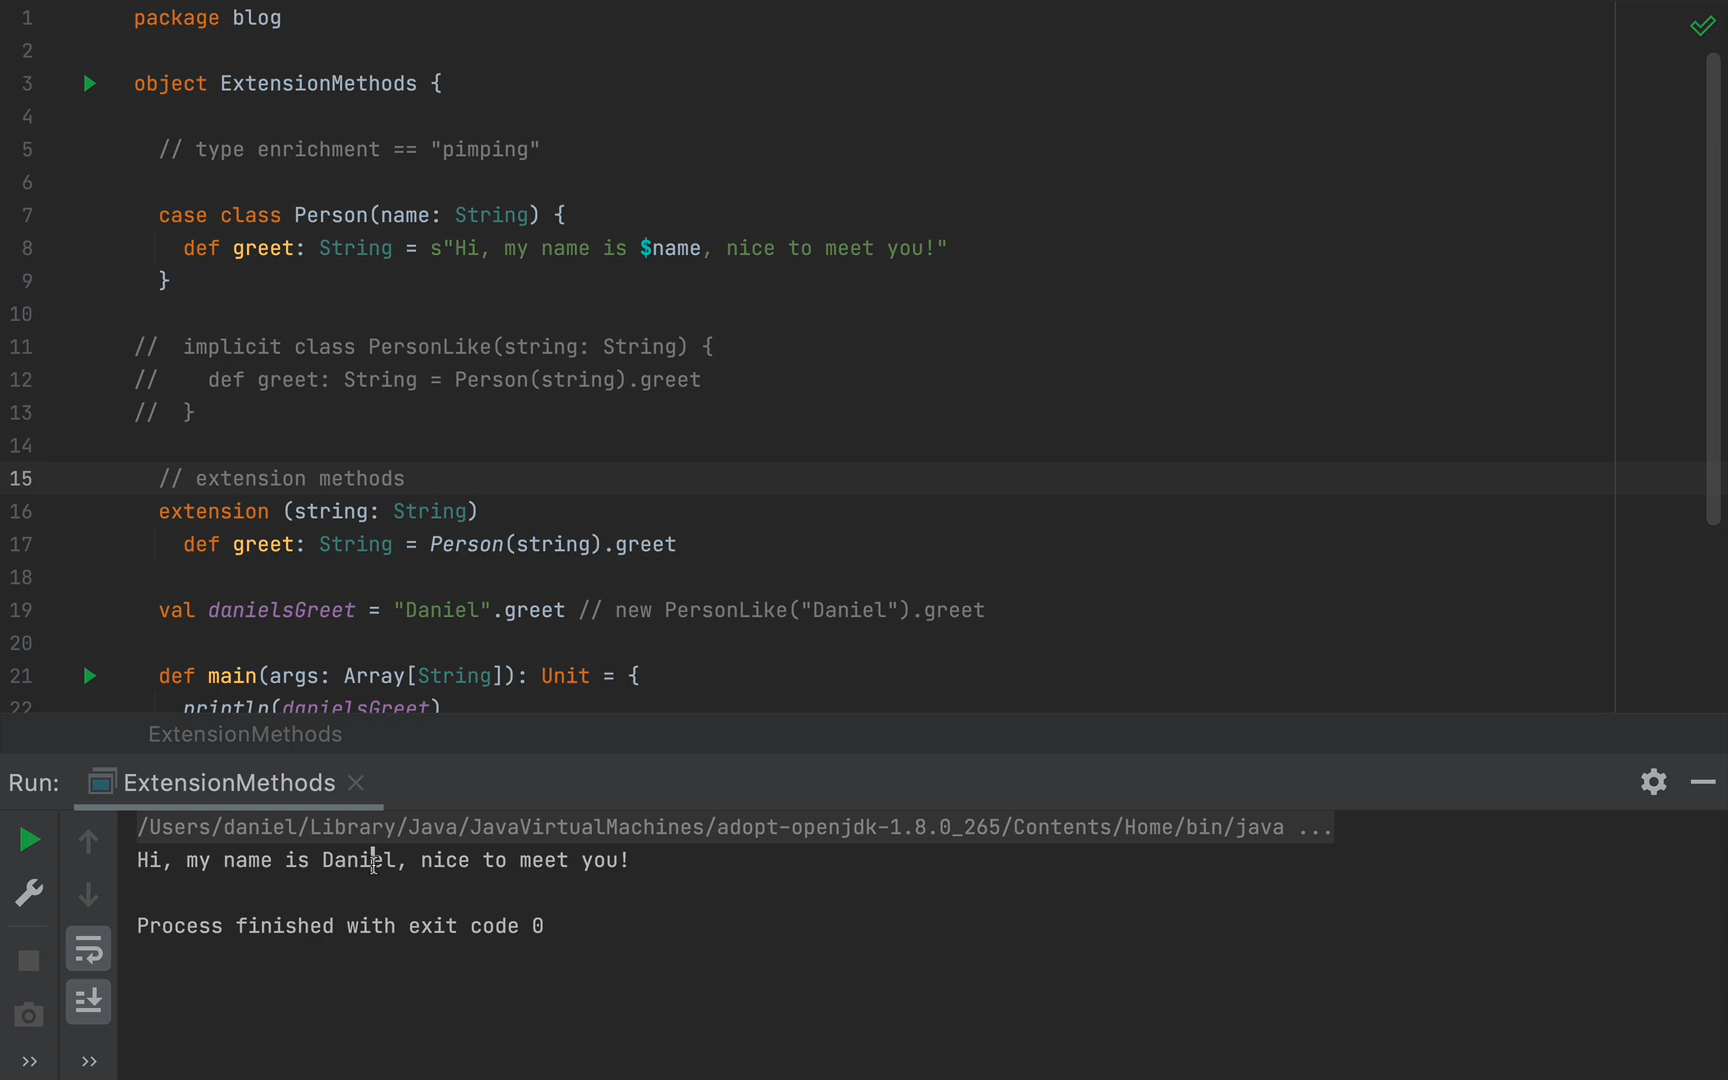 1 package blog
2
3 object ExtensionMethods {
4
5 // type enrichment == "pimping"
6
7 case class Person(name: String) {
8 def greet: String = s"Hi, my name is $name, nice to meet you!"
9 }
10
11 // implicit class PersonLike(string: String) {
12 // def greet: String = Person(string).greet
13 // }
14
15 // extension methods
16 extension (string: String)
17 def greet: String = Person(string).greet
18
19 val danielsGreet = "Daniel".greet // new PersonLike("Daniel").greet
20
21 def main(args: Array[String]): Unit = {
22 println(danielsGreet)
ExtensionMethods
Run: ExtensionMethods
/Users/daniel/Library/Java/JavaVirtualMachines/adopt-openjdk-1.8.0_265/Contents/Home/bin/java ...
Hi, my name is Daniel, nice to meet you!
Process finished with exit code 0